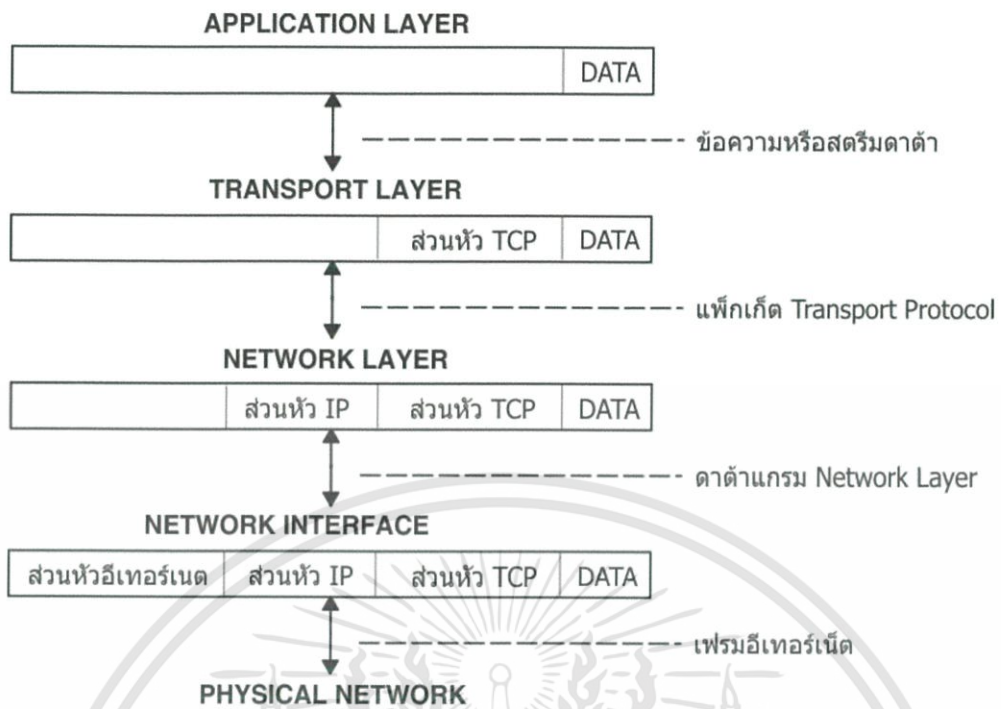 APPLICATION LAYER
DATA
ข้อความหรือสตรีมดาต้า
TRANSPORT LAYER
ส่วนหัว TCP DATA
แพ็กเก็ต Transport Protocol
NETWORK LAYER
ส่วนหัว IP ส่วนหัว TCP DATA
ดาต้าแกรม Network Layer
NETWORK INTERFACE
ส่วนหัวอีเทอร์เนต ส่วนหัว IP ส่วนหัว TCP DATA
เฟรมอีเทอร์เน็ต
PHYSICAL NETWORK